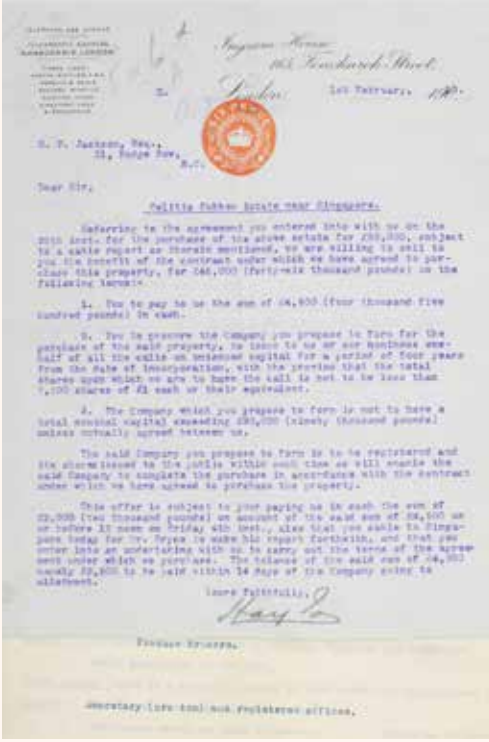 Ingram House,
165, Fenchurch Street,
London, 1st February, 1910.
SIX PENCE
Jackson, Esq.,
Budge Row,
E.C.
Dear Sir,
Rubber Estate near Singapore.
Referring to the agreement you entered into with us on the
inst. for the purchase of the above estate for subject
to a cable report as therein mentioned, we are willing to sell to
you the benefit of the contract under which we have agreed to pur-
chase this property, for £46,000 (forty-six thousand pounds) on the
following terms:-
1. You to pay to us the sum of £4,500 (four thousand five
hundred pounds) in cash.
You to procure the Company you propose to form for the
purchase of the said property, to issue to us or our nominees one-
half of all the calls on unissued capital for a period of four years
from the date of incorporation, with the proviso that the total
shares upon which we are to have the call is not to be less than
shares of £1 each or their equivalent.
The Company which you propose to form is not to have a
total nominal capital exceeding £90,000 (ninety thousand pounds)
unless mutually agreed between us.
The said Company you propose to form is to be registered and
its shares issued to the public within such time as will enable the
said Company to complete the purchase in accordance with the contract
under which we have agreed to purchase the property.
This offer is subject to your paying us in cash the sum of
£2,000 (two thousand pounds) on account of the said sum of £4,500 on
or before 12 noon on Friday 4th inst., also that you cable to Singa-
pore today for Mr. Bryce to make his report forthwith, and that you
enter into an undertaking with us to carry out the terms of the agree-
ment under which we purchase. The balance of the said sum of £4,500
namely £2,500 to be paid within 14 days of the Company going to
allotment.
Yours faithfully,
Produce Brokers.
Secretary (pro tem) and registered offices.